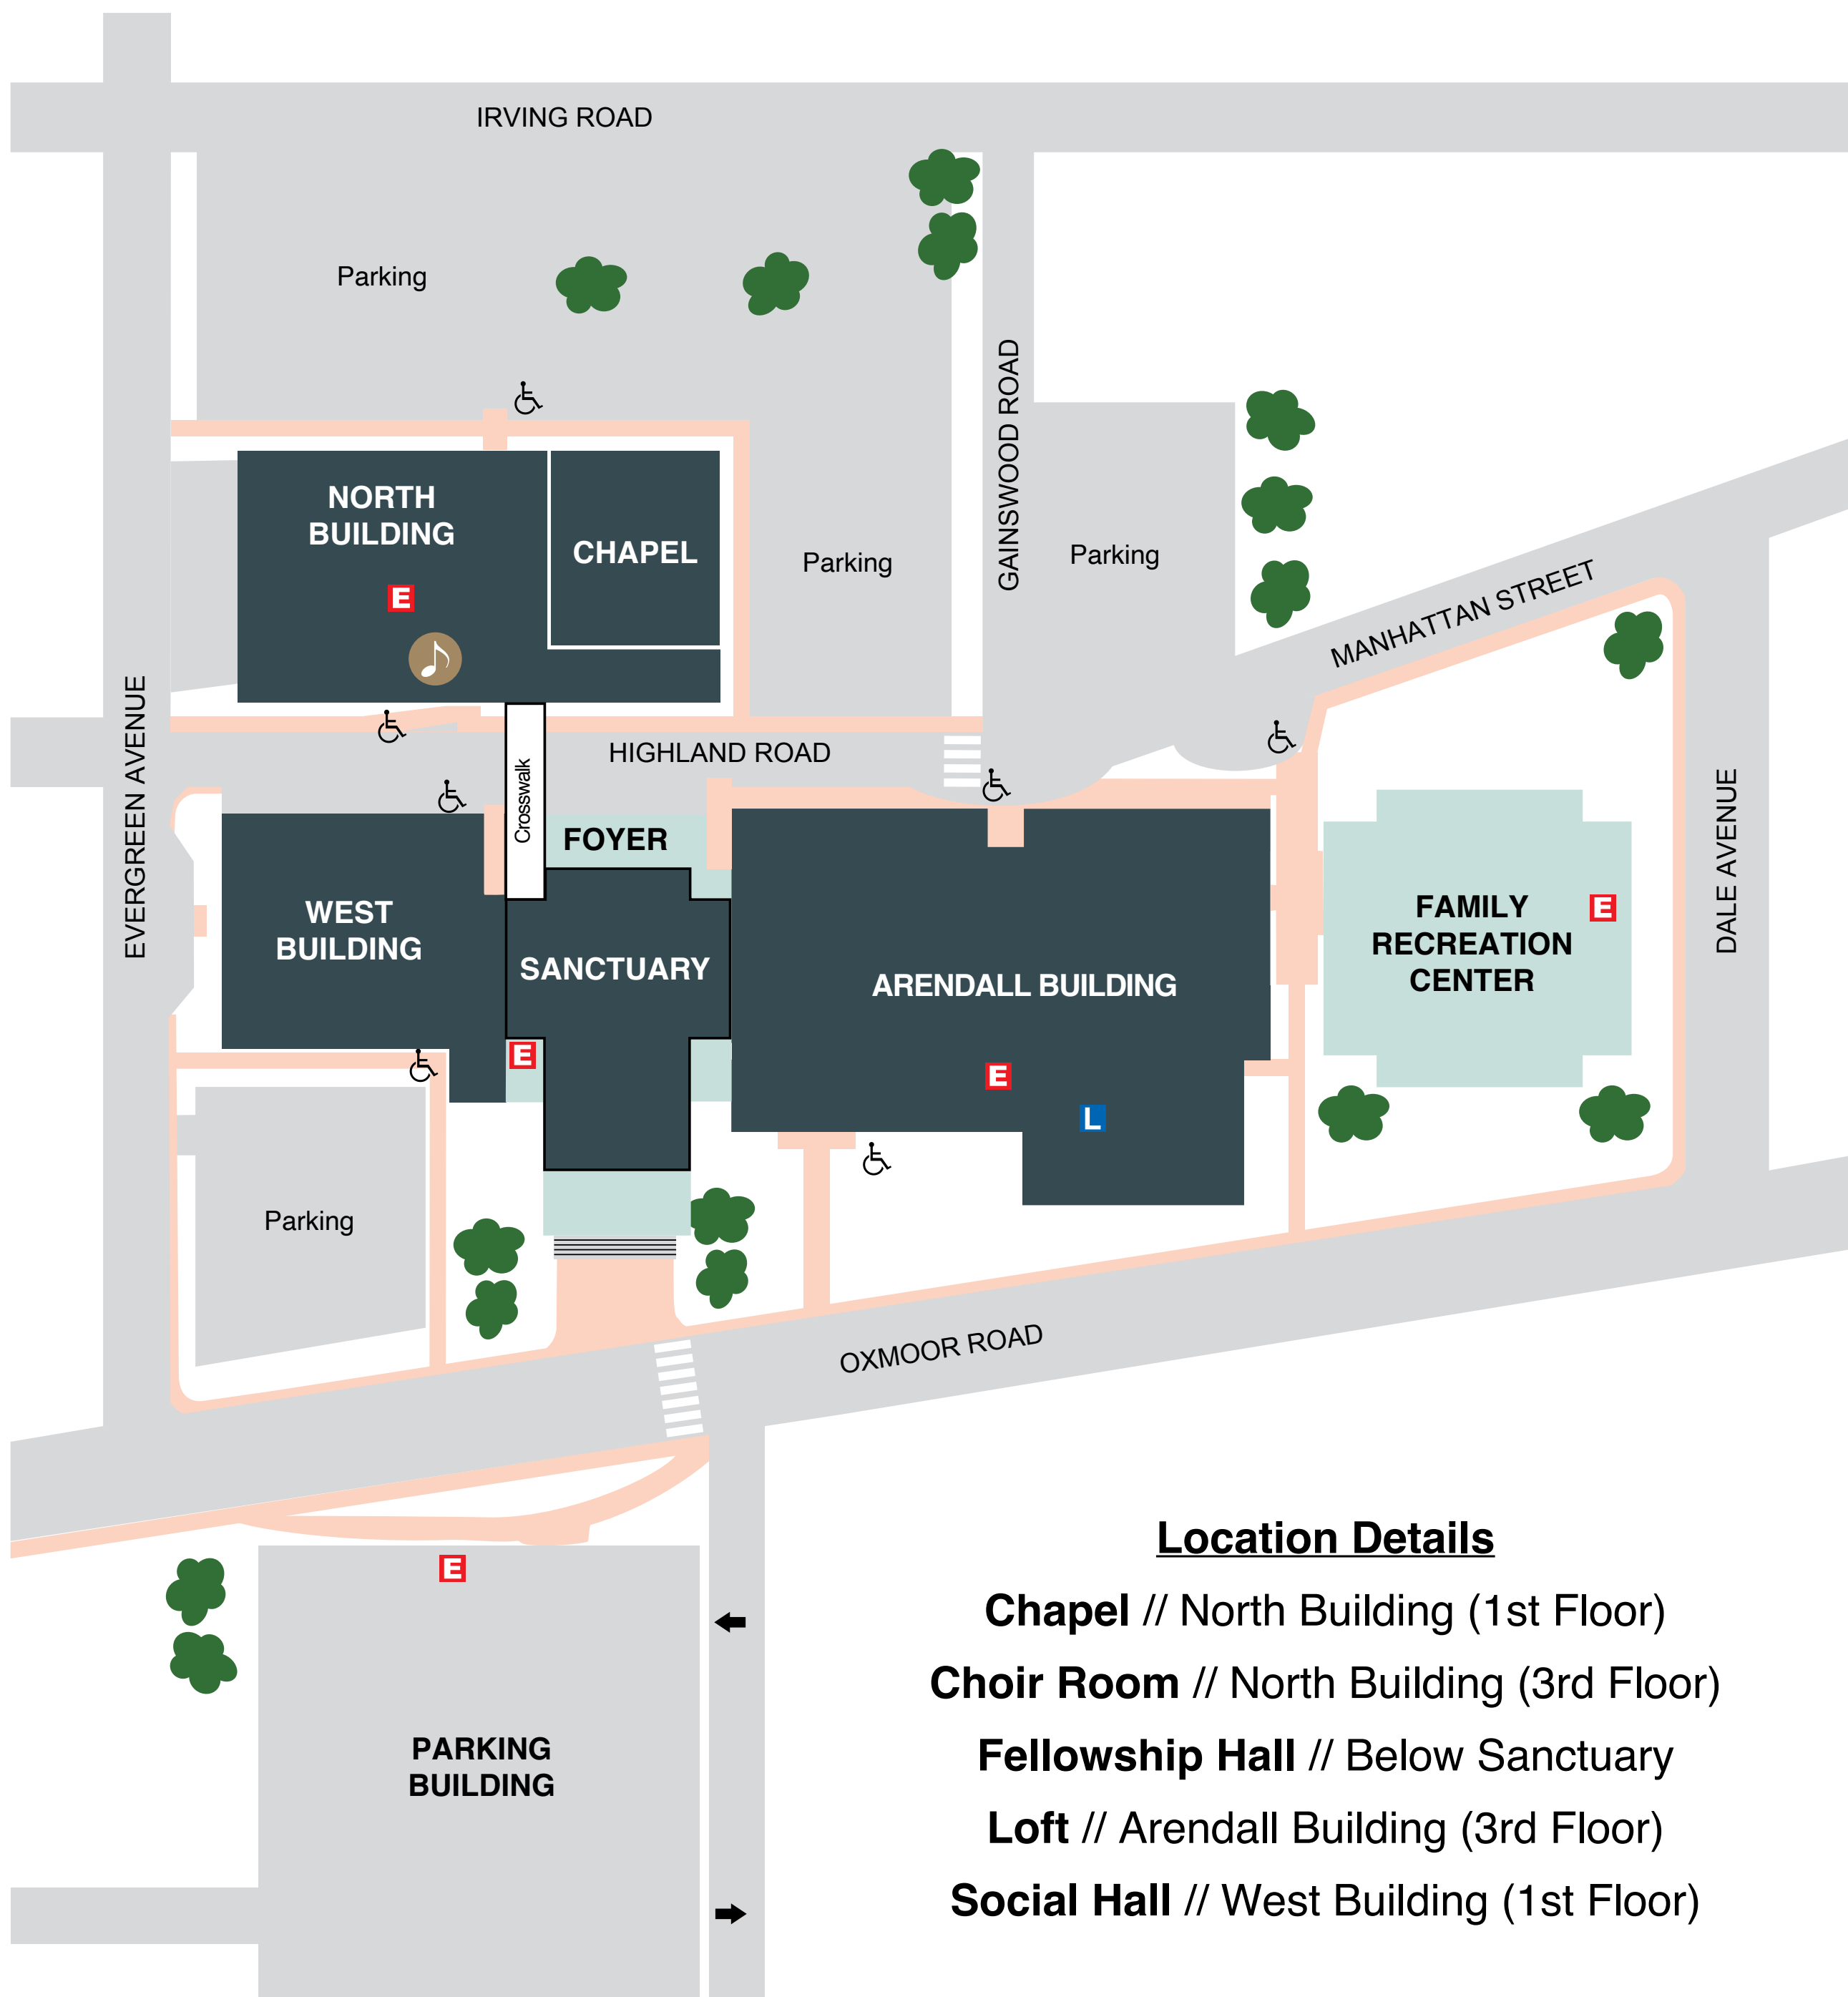 IRVING ROAD
Parking
GAINSWOOD ROAD
NORTH
BUILDING
CHAPEL
E
Parking
Parking
MANHATTAN STREET
EVERGREEN AVENUE
HIGHLAND ROAD
Crosswalk
FOYER
WEST
BUILDING
SANCTUARY
ARENDALL BUILDING
FAMILY
RECREATION
CENTER
E
DALE AVENUE
E
E
L
Parking
OXMOOR ROAD
E
PARKING
BUILDING
Location Details
Chapel // North Building (1st Floor)
Choir Room // North Building (3rd Floor)
Fellowship Hall // Below Sanctuary
Loft // Arendall Building (3rd Floor)
Social Hall // West Building (1st Floor)